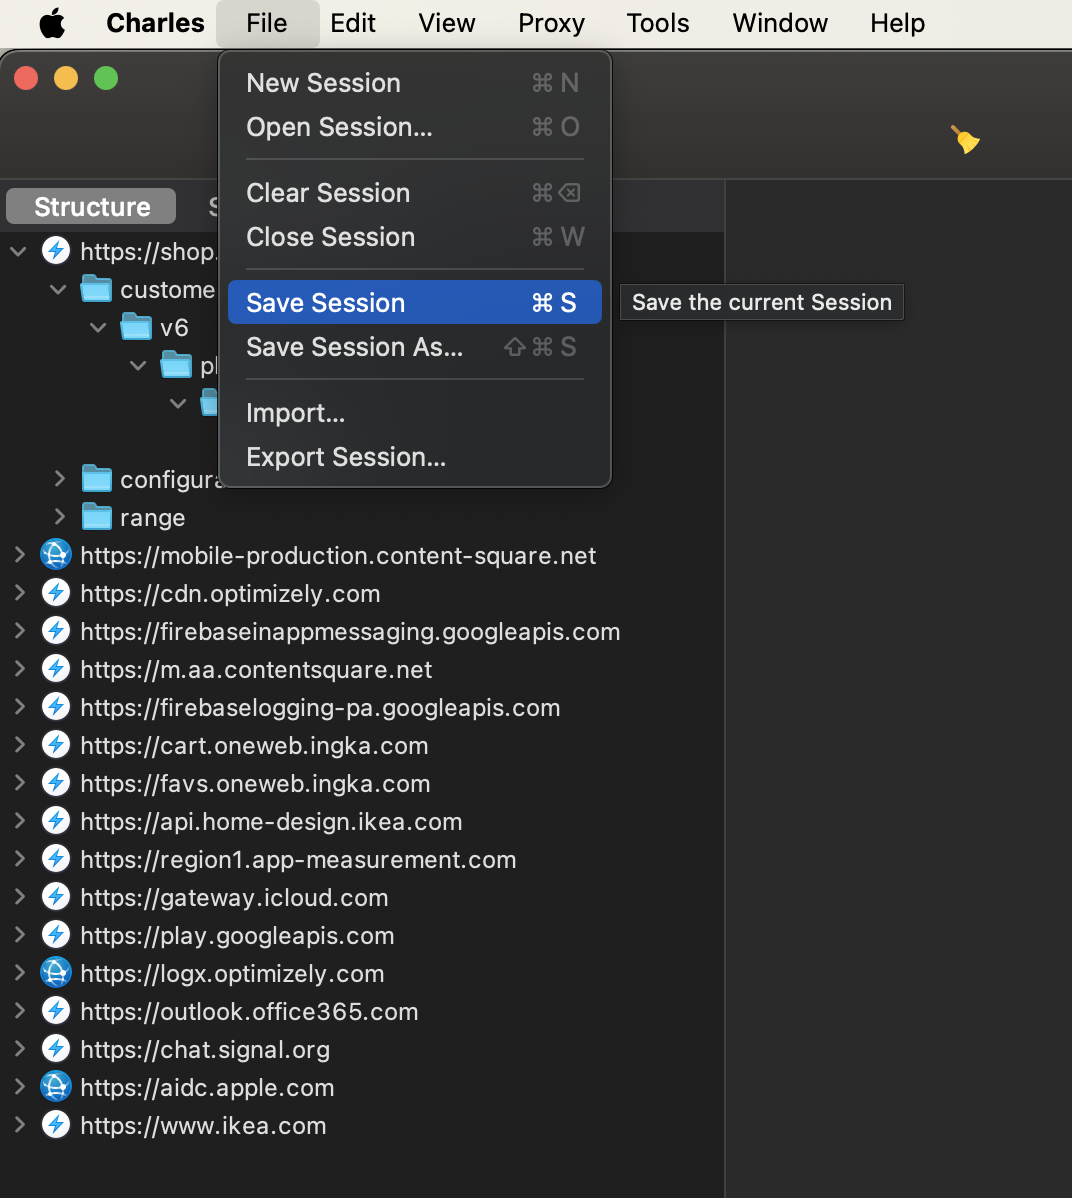 Charles File Edit View Proxy Tools Window Help
New Session ⌘ N
Open Session... ⌘ O
Clear Session ⌘ ⌫
Close Session ⌘ W
Save Session ⌘ S
Save the current Session
Save Session As... ⇧ ⌘ S
Import...
Export Session...
Structure
https://shop.
v6
range
https://mobile-production.content-square.net
https://cdn.optimizely.com
https://firebaseinappmessaging.googleapis.com
https://m.aa.contentsquare.net
https://firebaselogging-pa.googleapis.com
https://cart.oneweb.ingka.com
https://favs.oneweb.ingka.com
https://api.home-design.ikea.com
https://region1.app-measurement.com
https://gateway.icloud.com
https://play.googleapis.com
https://logx.optimizely.com
https://outlook.office365.com
https://chat.signal.org
https://aidc.apple.com
https://www.ikea.com